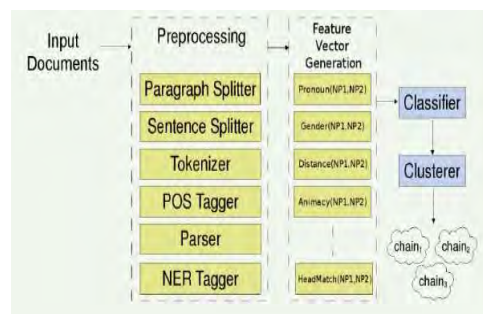 Input
Documents
Preprocessing
Paragraph Splitter
Sentence Splitter
Tokenizer
POS Tagger
Parser
NER Tagger
Feature
Vector
Generation
Pronoun(NP1,NP2)
Gender(NP1,NP2)
Distance(NP1,NP2)
Animacy(NP1,NP2)
HeadMatch(NP1,NP2)
Classifier
Clusterer
chain₁
chain₂
chain₃